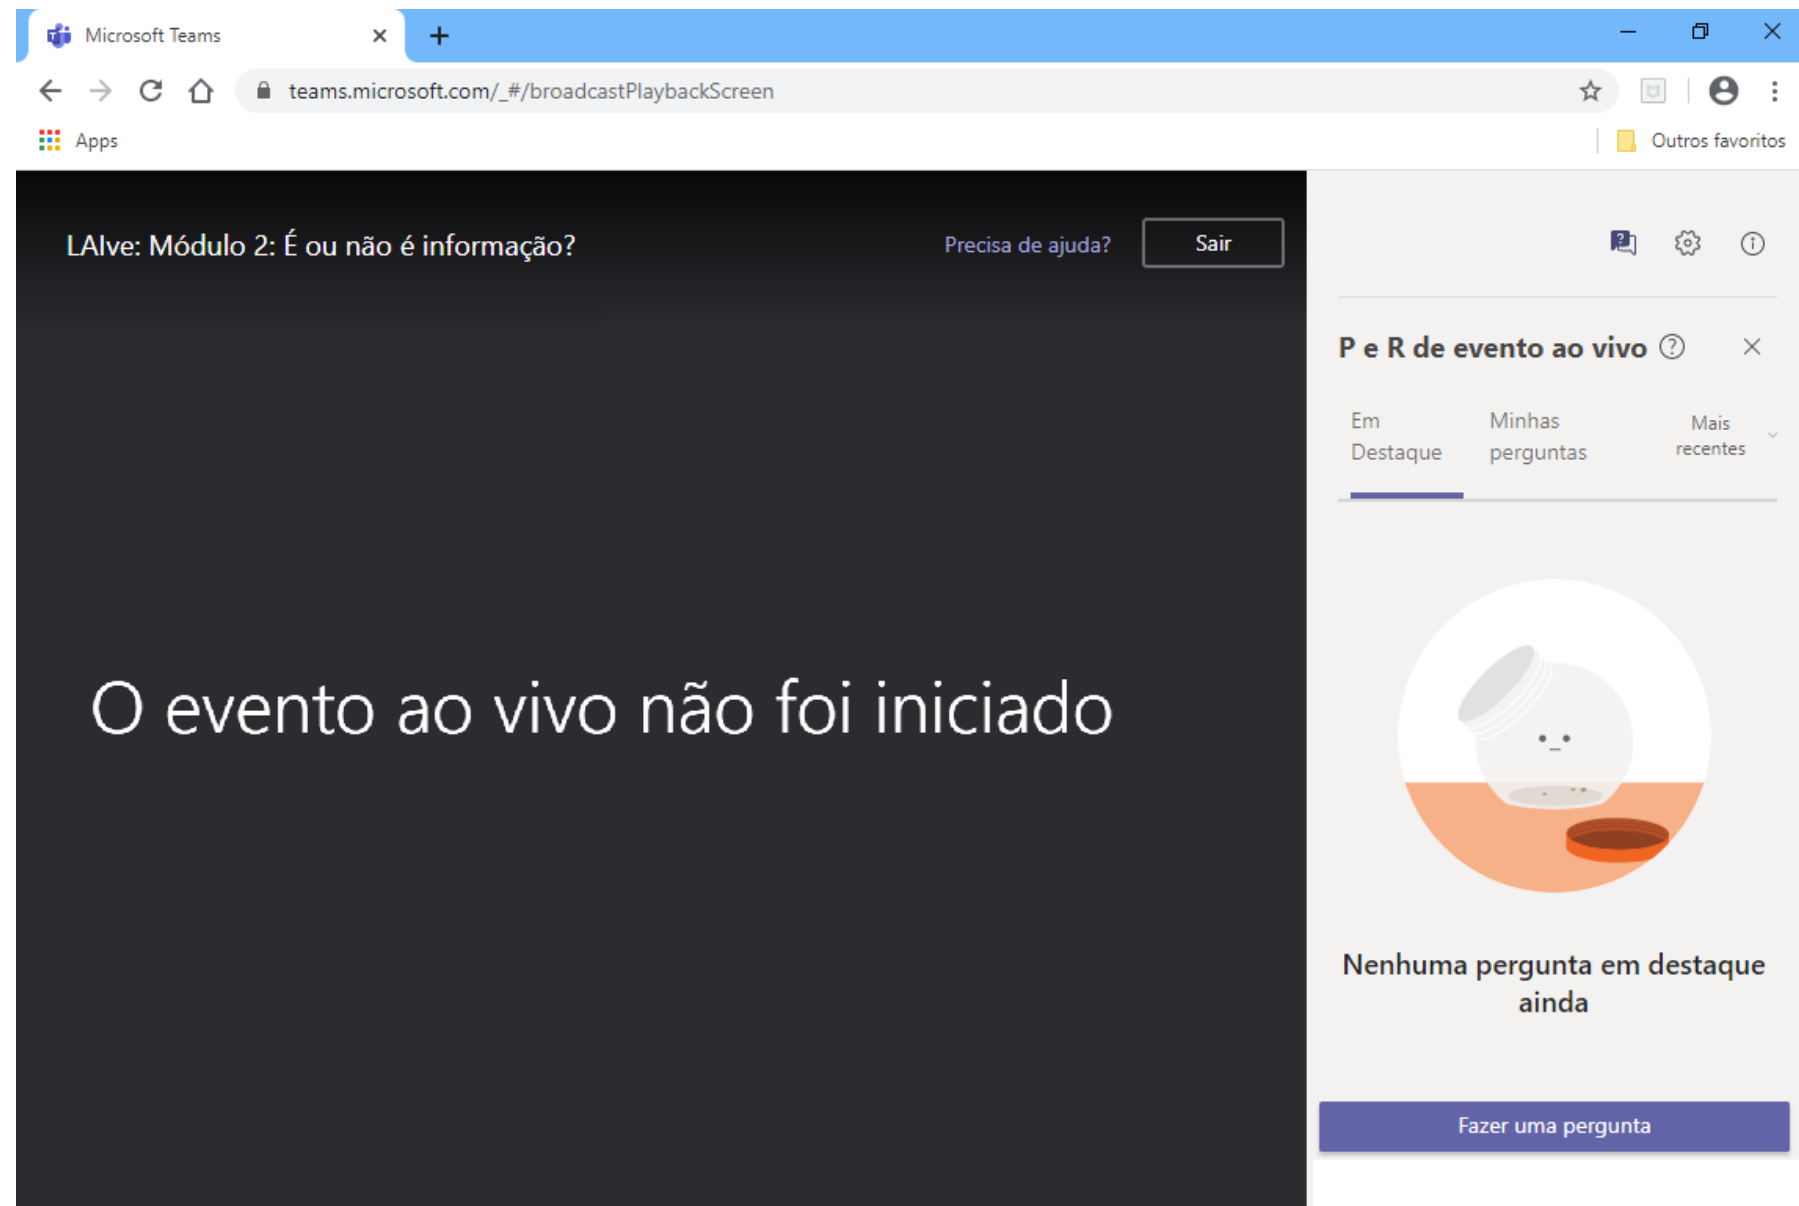 Microsoft Teams
teams.microsoft.com/_#/broadcastPlaybackScreen
Apps
Outros favoritos
LAIve: Módulo 2: É ou não é informação?
Precisa de ajuda?
Sair
O evento ao vivo não foi iniciado
P e R de evento ao vivo
Em
Destaque
Minhas
perguntas
Mais
recentes
Nenhuma pergunta em destaque
ainda
Fazer uma pergunta